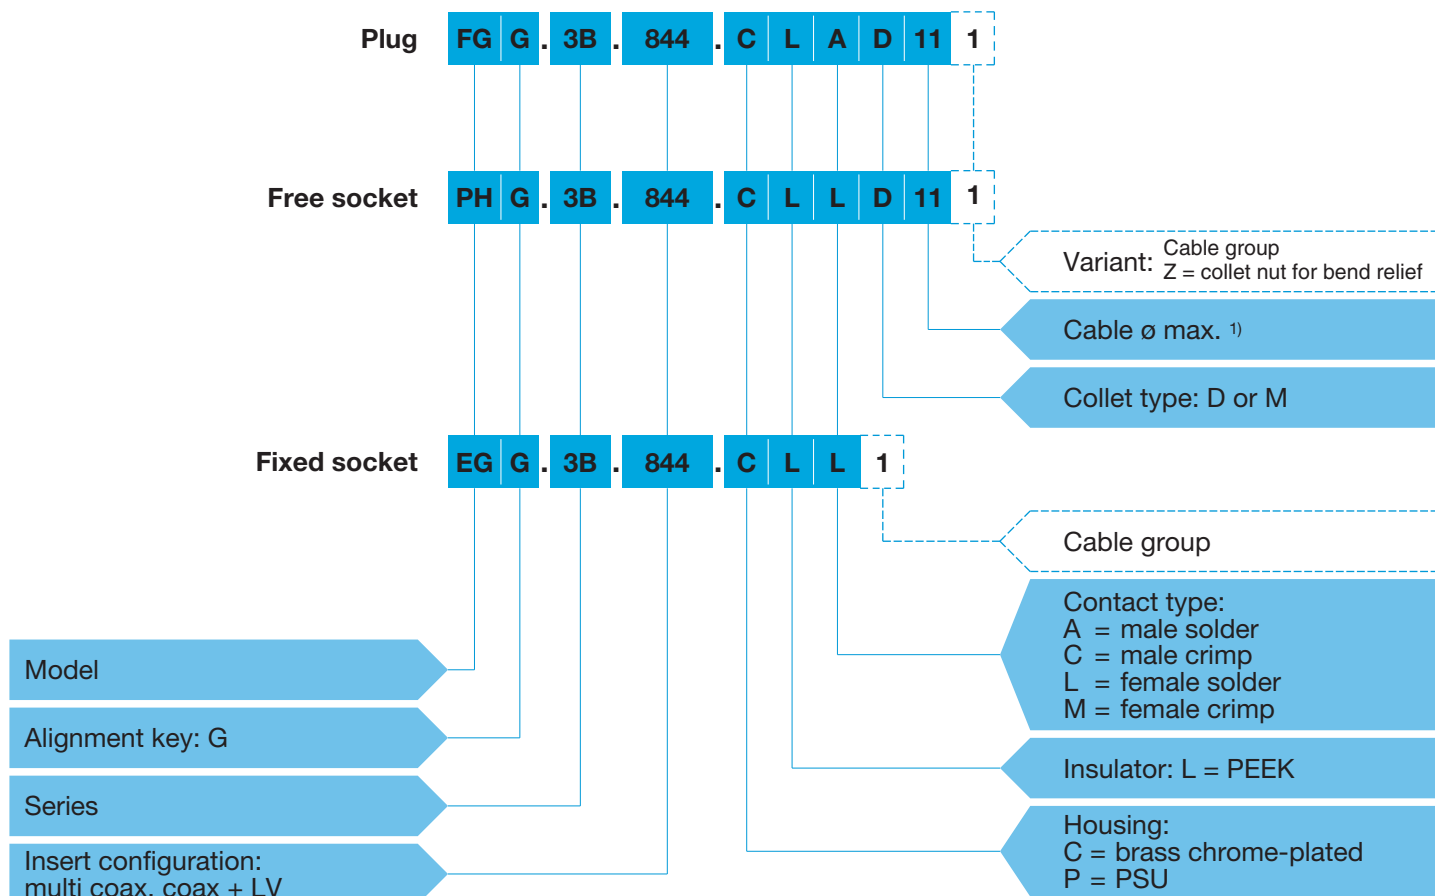 Plug FG G . 3B . 844 . C L A D 11 1
Free socket PH G . 3B . 844 . C L L D 11 1
Variant: Cable group
Z = collet nut for bend relief
Cable ø max. 1)
Collet type: D or M
Fixed socket EG G . 3B . 844 . C L L 1
Cable group
Contact type:
A = male solder
C = male crimp
L = female solder
M = female crimp
Model
Alignment key: G
Insulator: L = PEEK
Series
Housing:
C = brass chrome-plated
P = PSU
Insert configuration:
multi coax, coax + LV